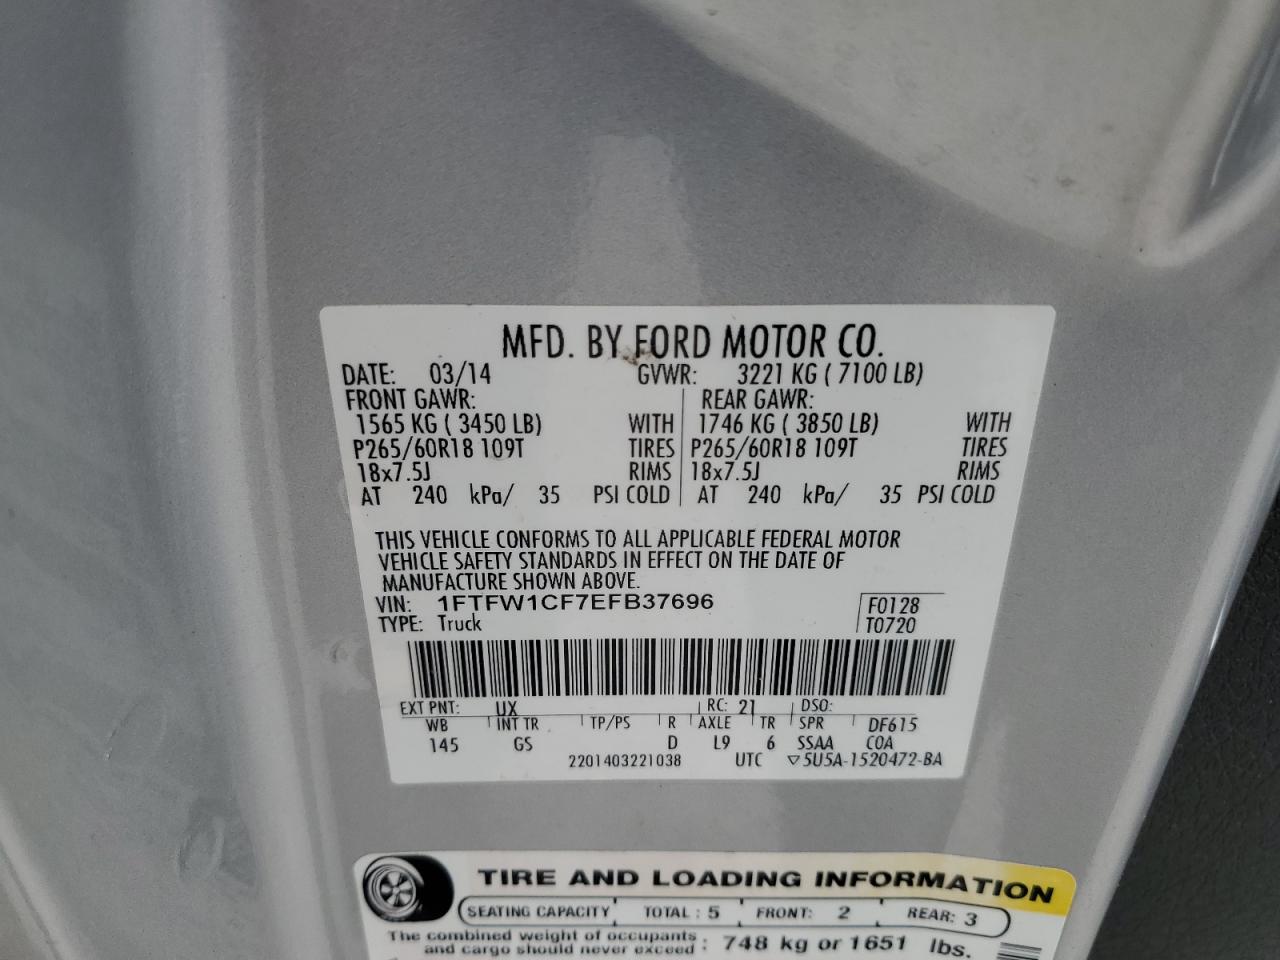 MFD. BY FORD MOTOR CO.
DATE: 03/14 GVWR: 3221 KG ( 7100 LB)
FRONT GAWR: REAR GAWR:
1565 KG ( 3450 LB) WITH 1746 KG ( 3850 LB) WITH
P265/60R18 109T TIRES P265/60R18 109T TIRES
18x7.5J RIMS 18x7.5J RIMS
AT 240 kPa/ 35 PSI COLD AT 240 kPa/ 35 PSI COLD
THIS VEHICLE CONFORMS TO ALL APPLICABLE FEDERAL MOTOR
VEHICLE SAFETY STANDARDS IN EFFECT ON THE DATE OF
MANUFACTURE SHOWN ABOVE.
VIN: 1FTFW1CF7EFB37696 F0128
TYPE: Truck T0720
EXT PNT: UX RC: 21 DSO:
WB INT TR TP/PS R AXLE TR SPR DF615
145 GS D L9 6 SSAA COA
2201403221038 UTC ▽5U5A-1520472-BA
TIRE AND LOADING INFORMATION
SEATING CAPACITY TOTAL : 5 FRONT: 2 REAR: 3
The combined weight of occupants
and cargo should never exceed : 748 kg or 1651 lbs.